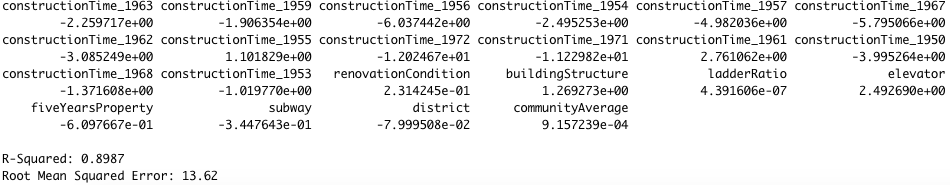 constructionTime_1963 constructionTime_1959 constructionTime_1956 constructionTime_1954 constructionTime_1957 constructionTime_1967
-2.259717e+00 -1.906354e+00 -6.037442e+00 -2.495253e+00 -4.982036e+00 -5.795066e+00
constructionTime_1962 constructionTime_1955 constructionTime_1972 constructionTime_1971 constructionTime_1961 constructionTime_1950
-3.085249e+00 1.101829e+00 -1.202467e+01 -1.122982e+01 2.761062e+00 -3.995264e+00
constructionTime_1968 constructionTime_1953 renovationCondition buildingStructure ladderRatio elevator
-1.371608e+00 -1.019770e+00 2.314245e-01 1.269273e+00 4.391606e-07 2.492690e+00
fiveYearsProperty subway district communityAverage
-6.097667e-01 -3.447643e-01 -7.999508e-02 9.157239e-04
R-Squared: 0.8987
Root Mean Squared Error: 13.62